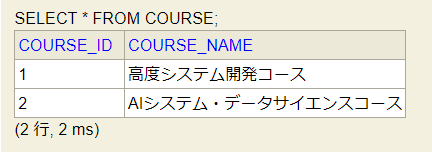 SELECT * FROM COURSE;
COURSE_ID COURSE_NAME
1 高度システム開発コース
2 AIシステム・データサイエンスコース
(2 行, 2 ms)